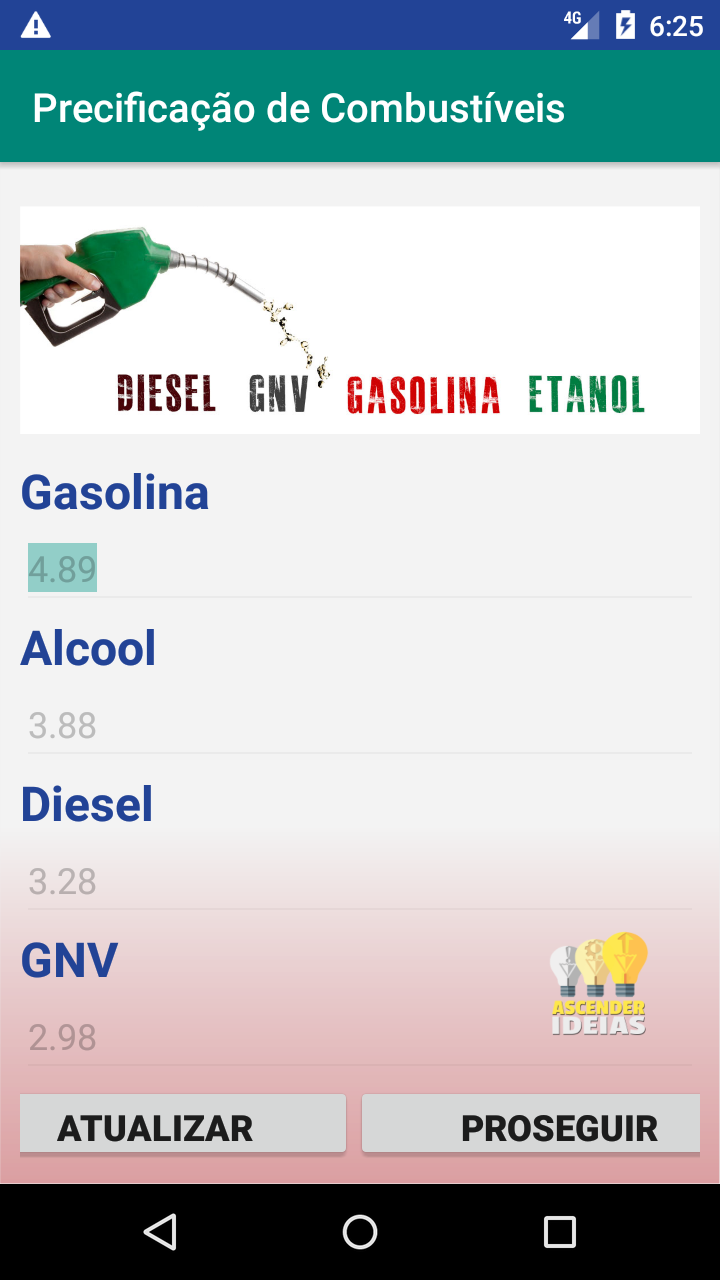 4G 6:25
Precificação de Combustíveis
DIESEL GNV GASOLINA ETANOL
Gasolina
4.89
Alcool
3.88
Diesel
3.28
GNV
2.98
ASCENDER
IDEIAS
ATUALIZAR PROSEGUIR